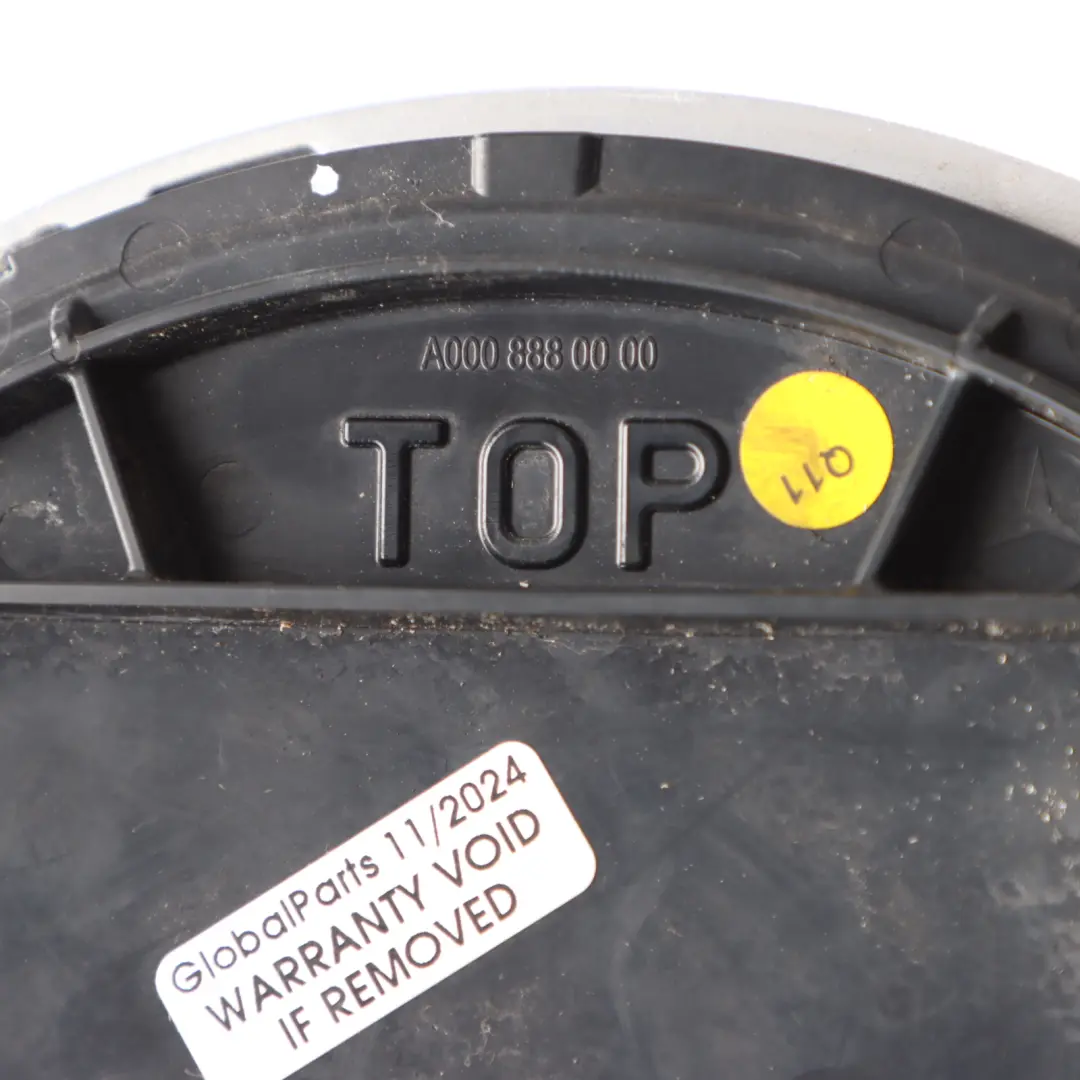 A000 888 00 00
TOP
Q11
GlobalParts 11/2024
WARRANTY VOID
IF REMOVED